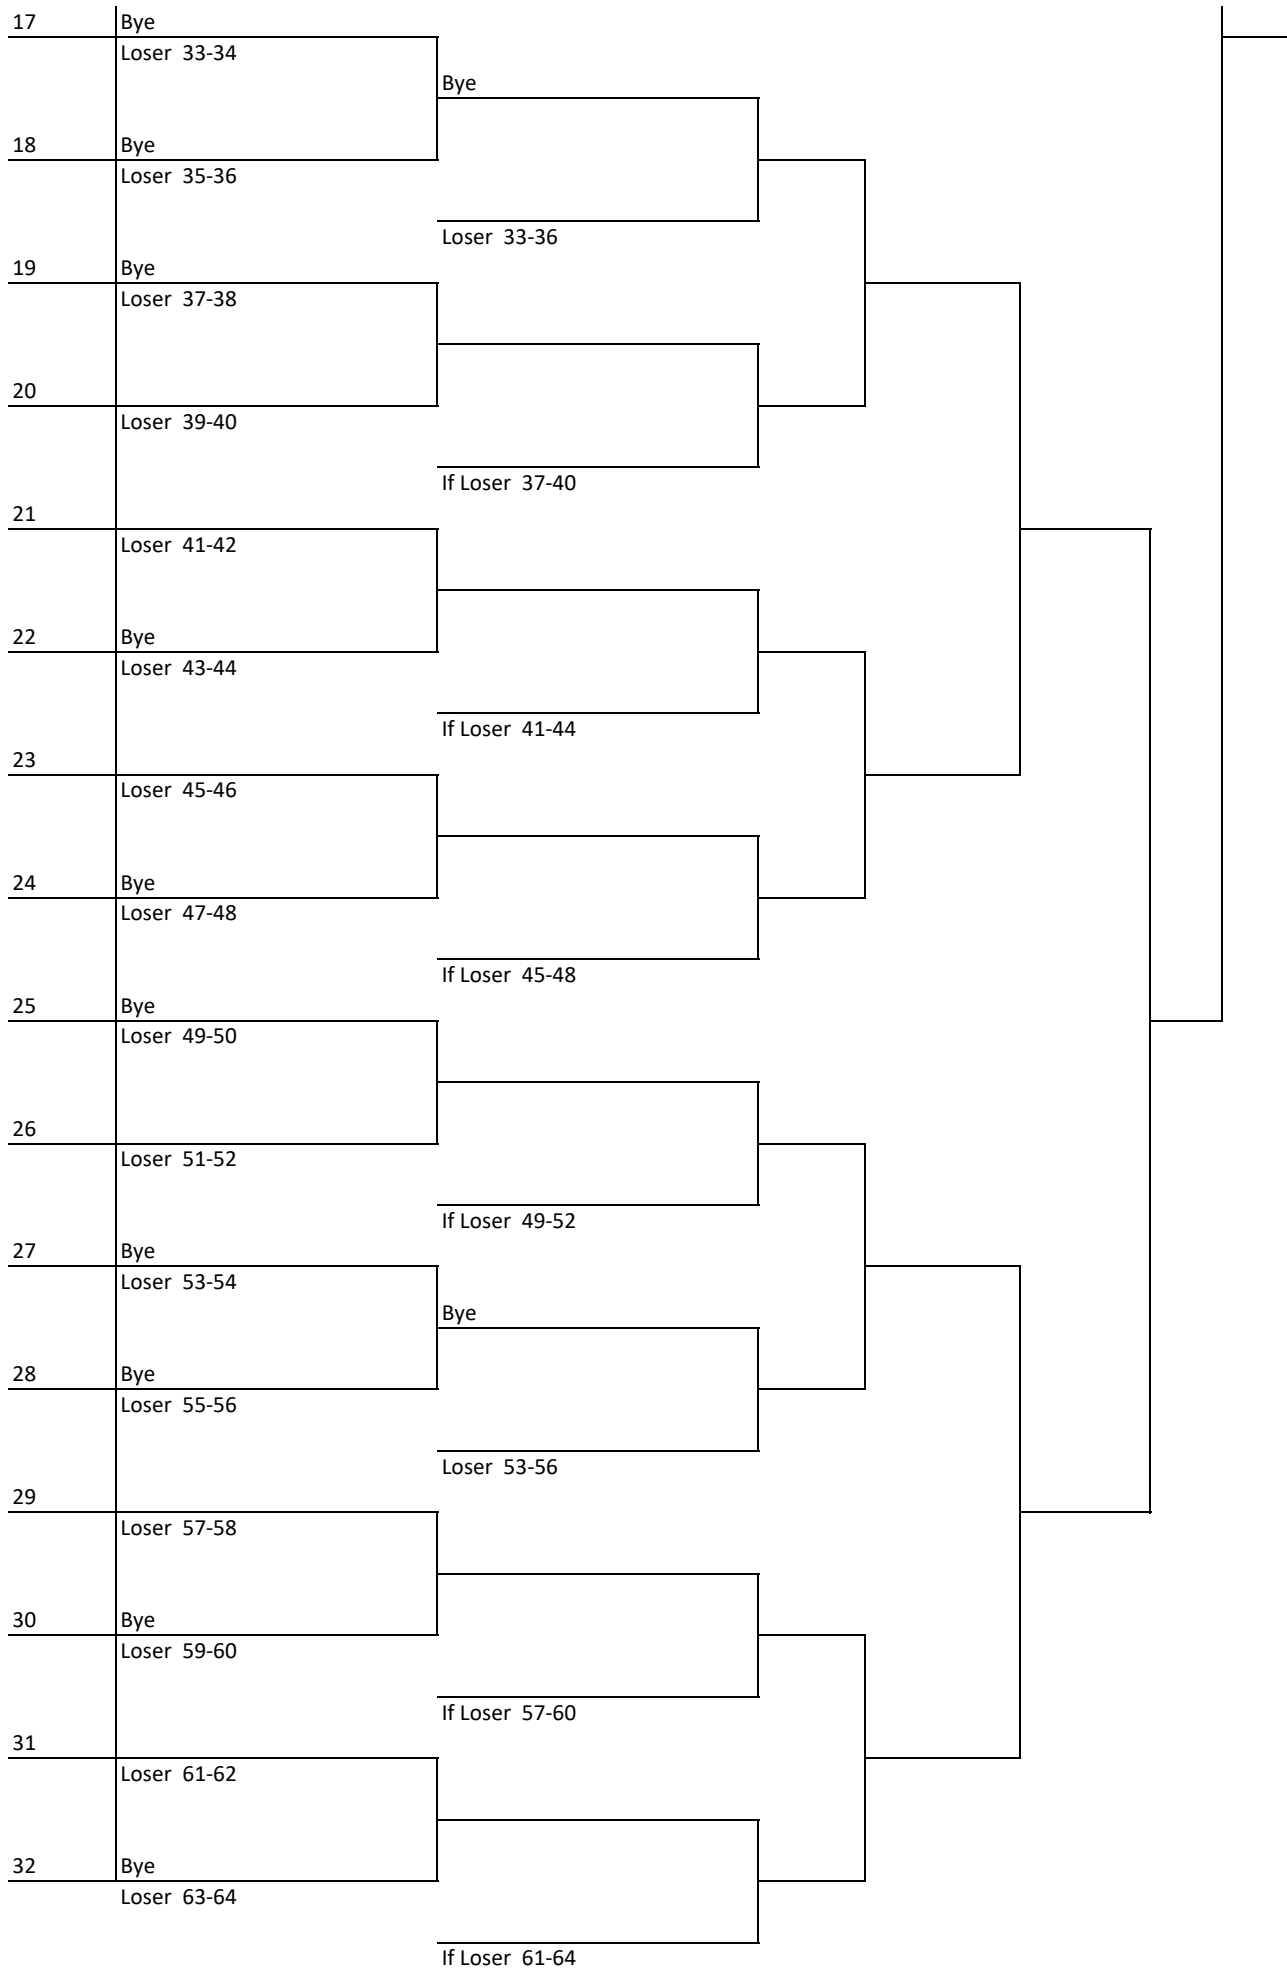 17 Bye
Loser 33-34
Bye
18 Bye
Loser 35-36
Loser 33-36
19 Bye
Loser 37-38
20
Loser 39-40
If Loser 37-40
21
Loser 41-42
22 Bye
Loser 43-44
If Loser 41-44
23
Loser 45-46
24 Bye
Loser 47-48
If Loser 45-48
25 Bye
Loser 49-50
26
Loser 51-52
If Loser 49-52
27 Bye
Loser 53-54
Bye
28 Bye
Loser 55-56
Loser 53-56
29
Loser 57-58
30 Bye
Loser 59-60
If Loser 57-60
31
Loser 61-62
32 Bye
Loser 63-64
If Loser 61-64